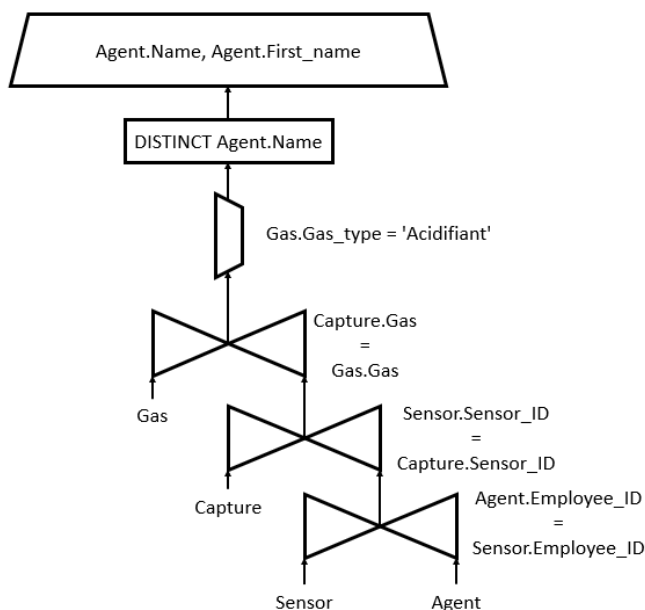 Agent.Name, Agent.First_name
DISTINCT Agent.Name
Gas.Gas_type = 'Acidifiant'
Capture.Gas
=
Gas.Gas
Gas
Sensor.Sensor_ID
=
Capture.Sensor_ID
Capture
Agent.Employee_ID
=
Sensor.Employee_ID
Sensor
Agent